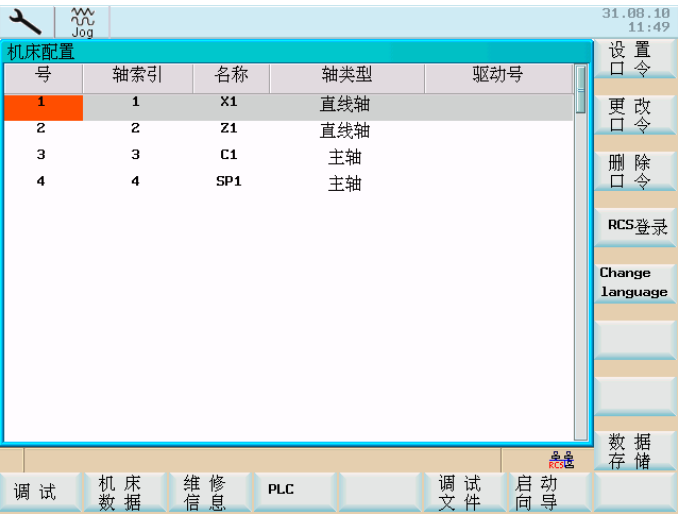 31.08.10
11:49
Jog
机床配置
号 轴索引 名称 轴类型 驱动号
1 1 X1 直线轴
2 2 Z1 直线轴
3 3 C1 主轴
4 4 SP1 主轴
设置
口令
更改
口令
删除
口令
RCS登录
Change
language
数据
存储
RCS
调试
机床
数据
维修
信息
PLC
调试
文件
启动
向导